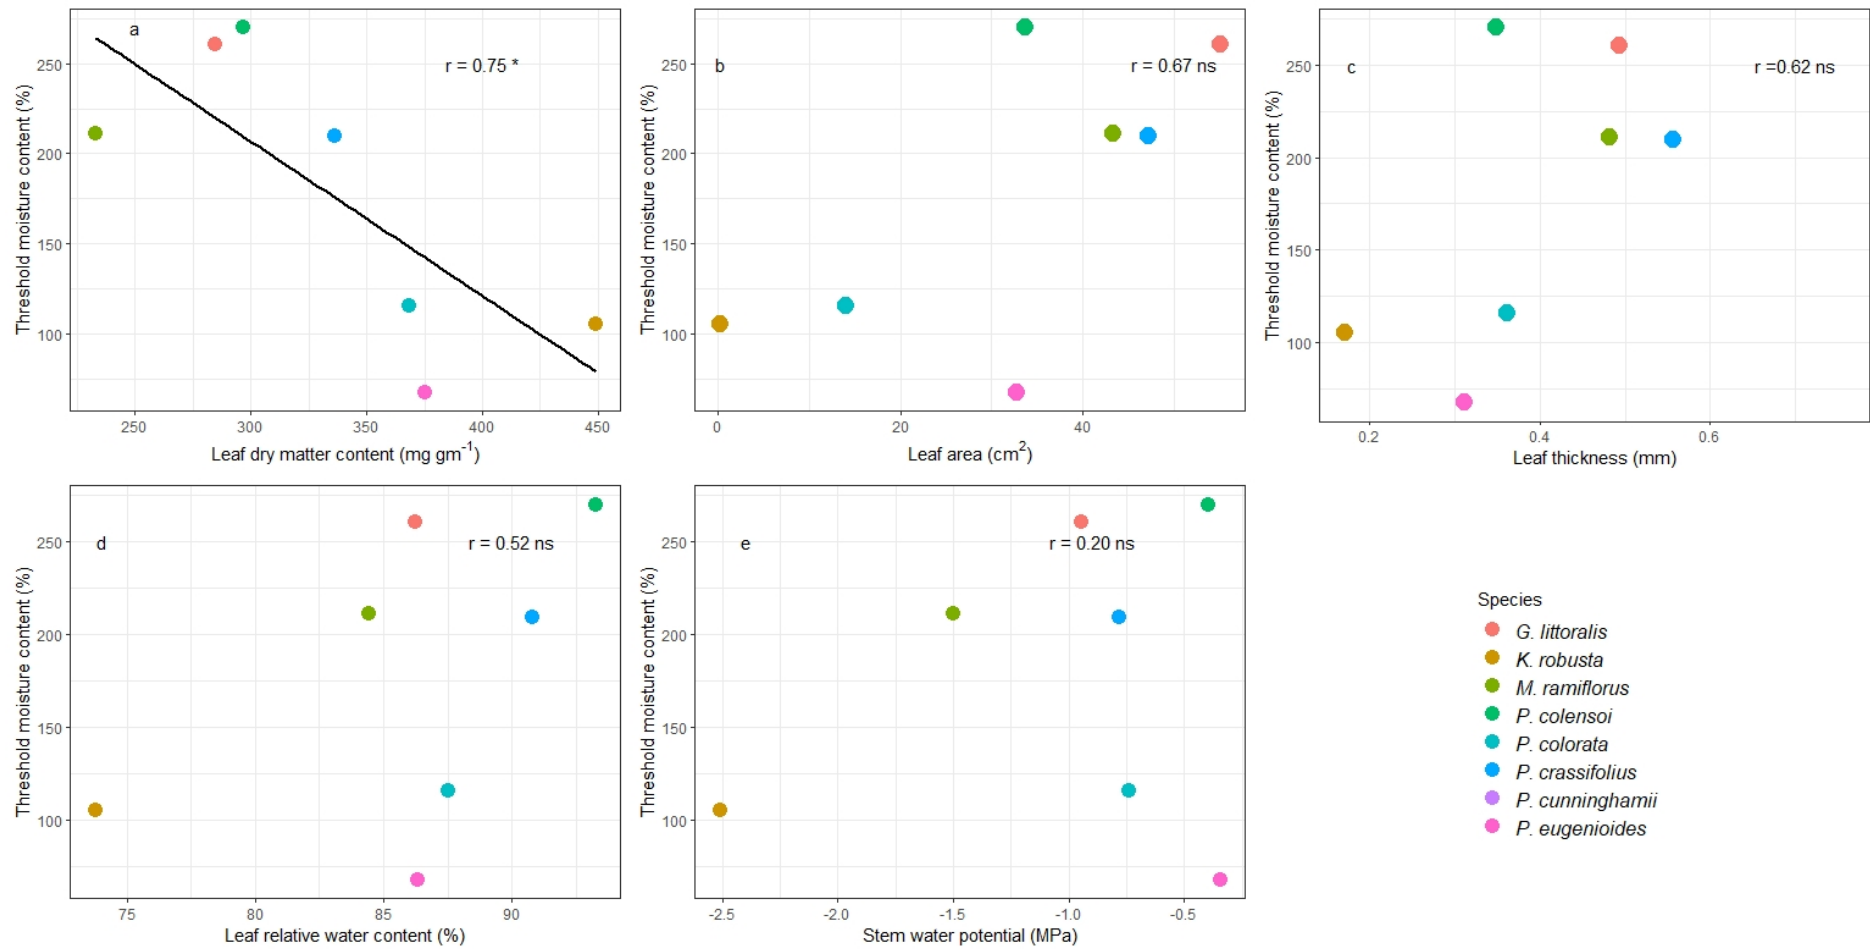 a
r = 0.75 *
Threshold moisture content (%)
250
200
150
100
250
300
350
400
450
Leaf dry matter content (mg gm⁻¹)
b
r = 0.67 ns
Threshold moisture content (%)
250
200
150
100
0
20
40
Leaf area (cm²)
c
r =0.62 ns
Threshold moisture content (%)
250
200
150
100
0.2
0.4
0.6
Leaf thickness (mm)
d
r = 0.52 ns
Threshold moisture content (%)
250
200
150
100
75
80
85
90
Leaf relative water content (%)
e
r = 0.20 ns
Threshold moisture content (%)
250
200
150
100
-2.5
-2.0
-1.5
-1.0
-0.5
Stem water potential (MPa)
Species
G. littoralis
K. robusta
M. ramiflorus
P. colensoi
P. colorata
P. crassifolius
P. cunninghamii
P. eugenioides